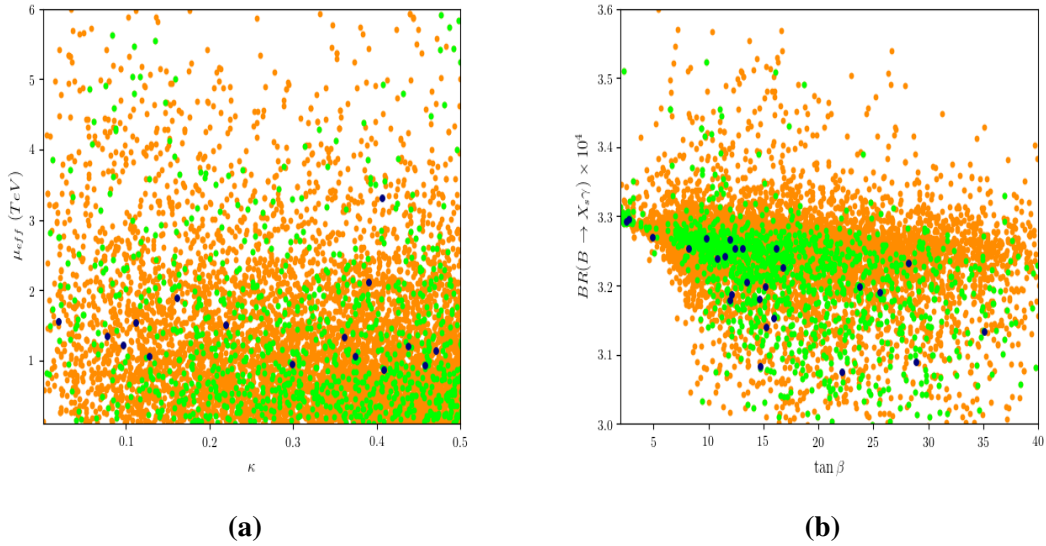 6
5
4
3
2
1
μ_eff (TeV)
0.1 0.2 0.3 0.4 0.5
κ
(a)
3.6
3.5
3.4
3.3
3.2
3.1
3.0
BR(B → X_s γ) × 10^4
5 10 15 20 25 30 35 40
tan β
(b)